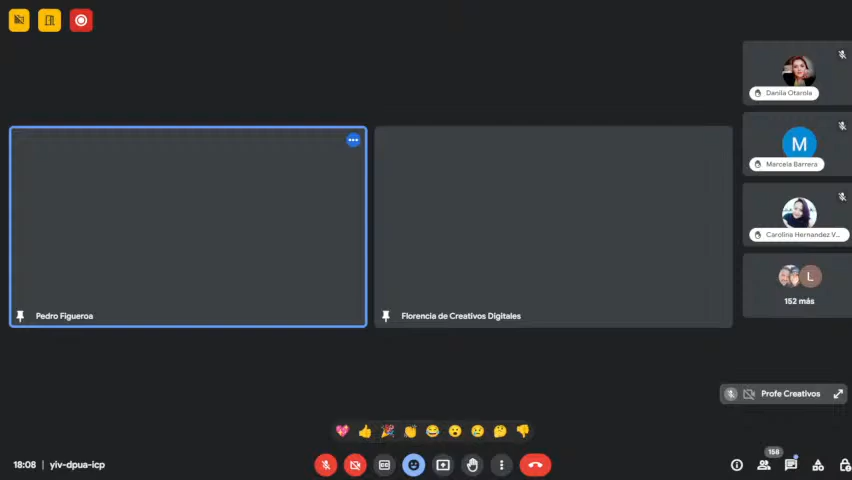 Danila Otarola
M
Marcela Barrera
Carolina Hernandez V...
L
152 más
Pedro Figueroa
Florencia de Creativos Digitales
Profe Creativos
18:08 | yiv-dpua-icp
158